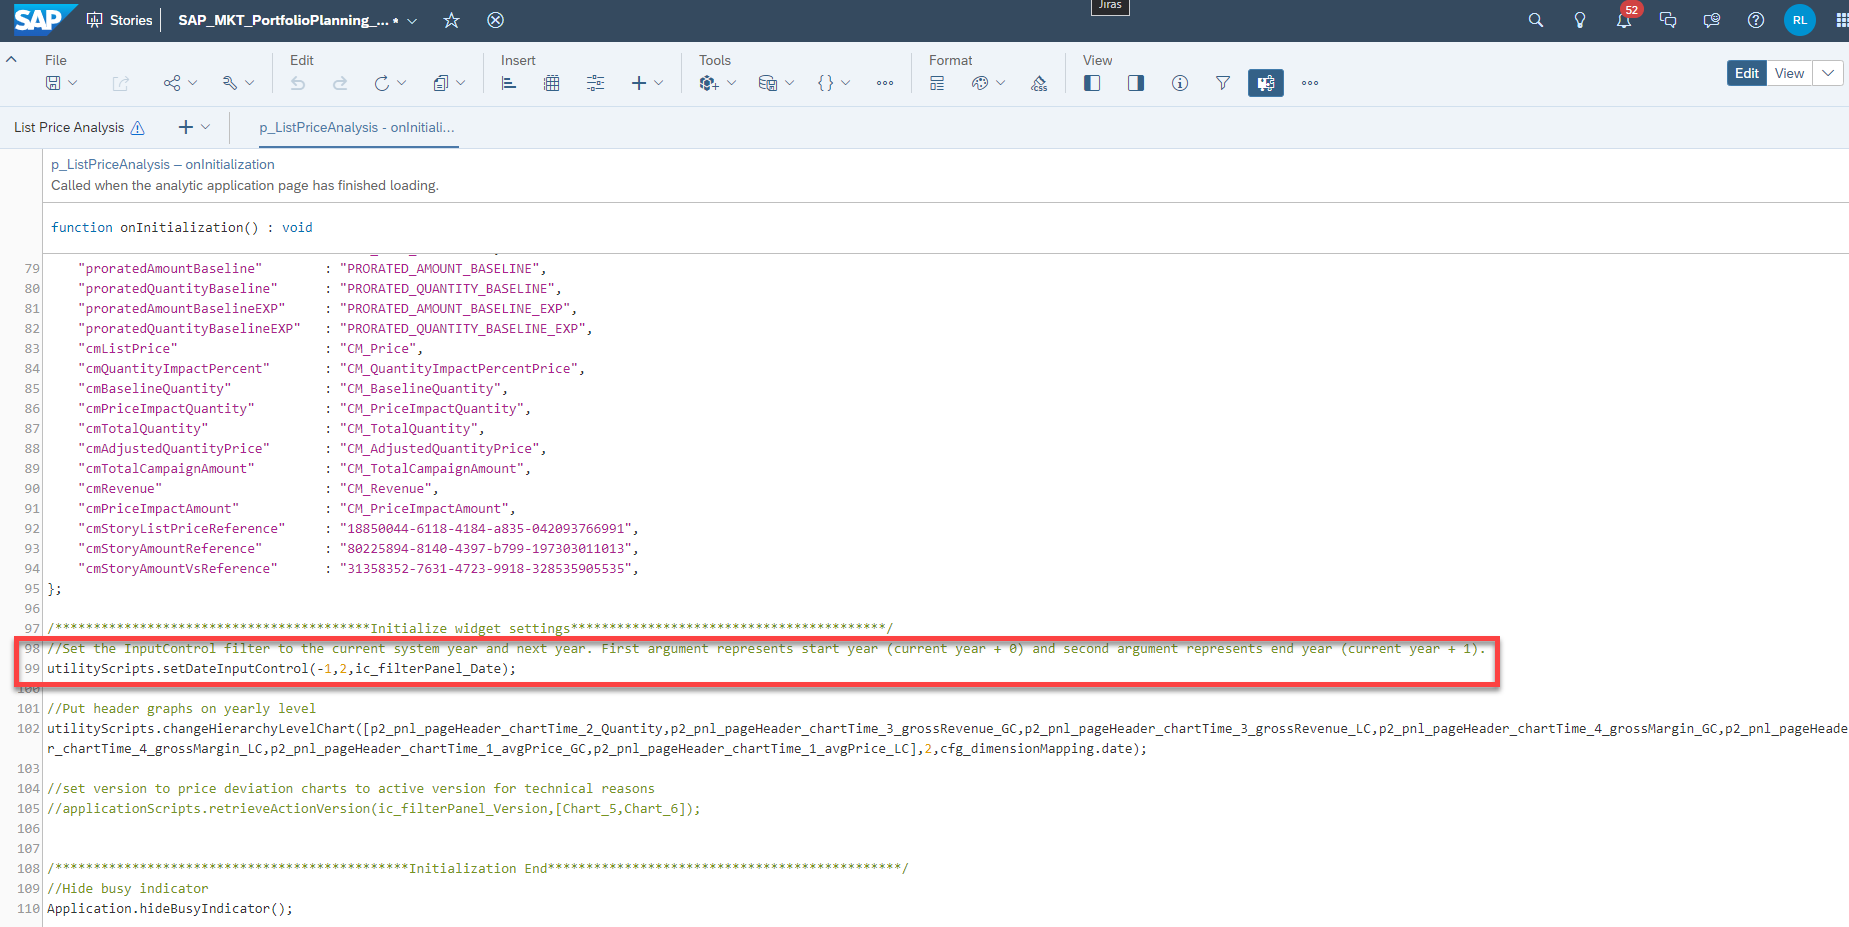 Jiras
SAP Stories SAP_MKT_PortfolioPlanning_... *
52
RL
File Edit Insert Tools Format View
Edit View
List Price Analysis
p_ListPriceAnalysis - onInitiali...
p_ListPriceAnalysis – onInitialization
Called when the analytic application page has finished loading.
function onInitialization() : void
79 "proratedAmountBaseline" : "PRORATED_AMOUNT_BASELINE",
80 "proratedQuantityBaseline" : "PRORATED_QUANTITY_BASELINE",
81 "proratedAmountBaselineEXP" : "PRORATED_AMOUNT_BASELINE_EXP",
82 "proratedQuantityBaselineEXP" : "PRORATED_QUANTITY_BASELINE_EXP",
83 "cmListPrice" : "CM_Price",
84 "cmQuantityImpactPercent" : "CM_QuantityImpactPercentPrice",
85 "cmBaselineQuantity" : "CM_BaselineQuantity",
86 "cmPriceImpactQuantity" : "CM_PriceImpactQuantity",
87 "cmTotalQuantity" : "CM_TotalQuantity",
88 "cmAdjustedQuantityPrice" : "CM_AdjustedQuantityPrice",
89 "cmTotalCampaignAmount" : "CM_TotalCampaignAmount",
90 "cmRevenue" : "CM_Revenue",
91 "cmPriceImpactAmount" : "CM_PriceImpactAmount",
92 "cmStoryListPriceReference" : "18850044-6118-4184-a835-042093766991",
93 "cmStoryAmountReference" : "80225894-8140-4397-b799-197303011013",
94 "cmStoryAmountVsReference" : "31358352-7631-4723-9918-328535905535",
95 };
96
97 /*****************************************Initialize widget settings*****************************************/
98 //Set the InputControl filter to the current system year and next year. First argument represents start year (current year + 0) and second argument represents end year (current year + 1).
99 utilityScripts.setDateInputControl(-1,2,ic_filterPanel_Date);
100
101 //Put header graphs on yearly level
102 utilityScripts.changeHierarchyLevelChart([p2_pnl_pageHeader_chartTime_2_Quantity,p2_pnl_pageHeader_chartTime_3_grossRevenue_GC,p2_pnl_pageHeader_chartTime_3_grossRevenue_LC,p2_pnl_pageHeader_chartTime_4_grossMargin_GC,p2_pnl_pageHeade
r_chartTime_4_grossMargin_LC,p2_pnl_pageHeader_chartTime_1_avgPrice_GC,p2_pnl_pageHeader_chartTime_1_avgPrice_LC],2,cfg_dimensionMapping.date);
103
104 //set version to price deviation charts to active version for technical reasons
105 //applicationScripts.retrieveActionVersion(ic_filterPanel_Version,[Chart_5,Chart_6]);
106
107
108 /**********************************************Initialization End**********************************************/
109 //Hide busy indicator
110 Application.hideBusyIndicator();